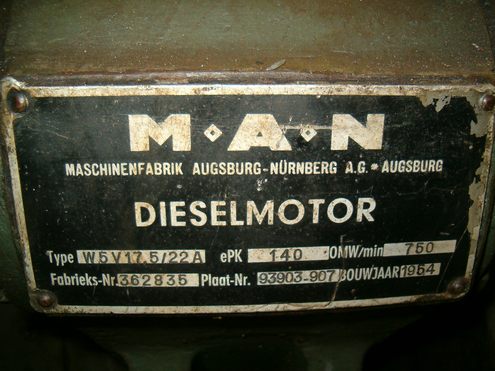 M·A·N
MASCHINENFABRIK AUGSBURG-NÜRNBERG A.G. * AUGSBURG
DIESELMOTOR
Type W5V17.5/22A ePK 140 OMW/min 750
Fabrieks-Nr. 362835 Plaat-Nr. 93903-907 BOUWJAAR 1954